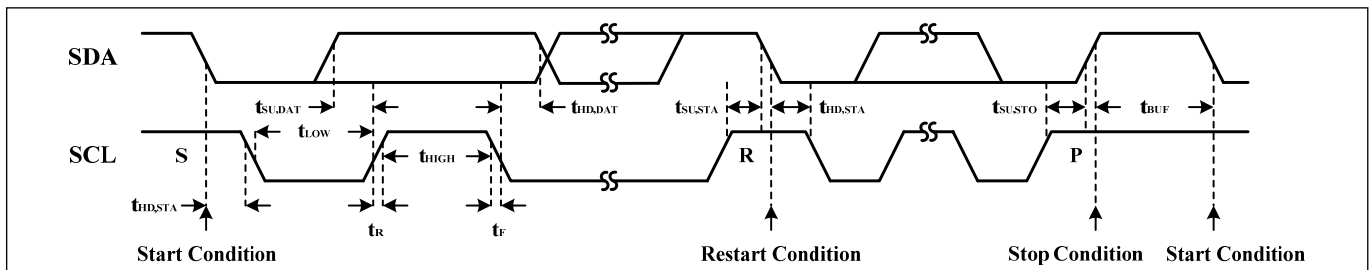 SDA
tSU,DAT tHD,DAT tSU,STA tHD,STA tSU,STO tBUF
tLOW
SCL S tHIGH R P
tHD,STA
tR tF
Start Condition Restart Condition Stop Condition Start Condition